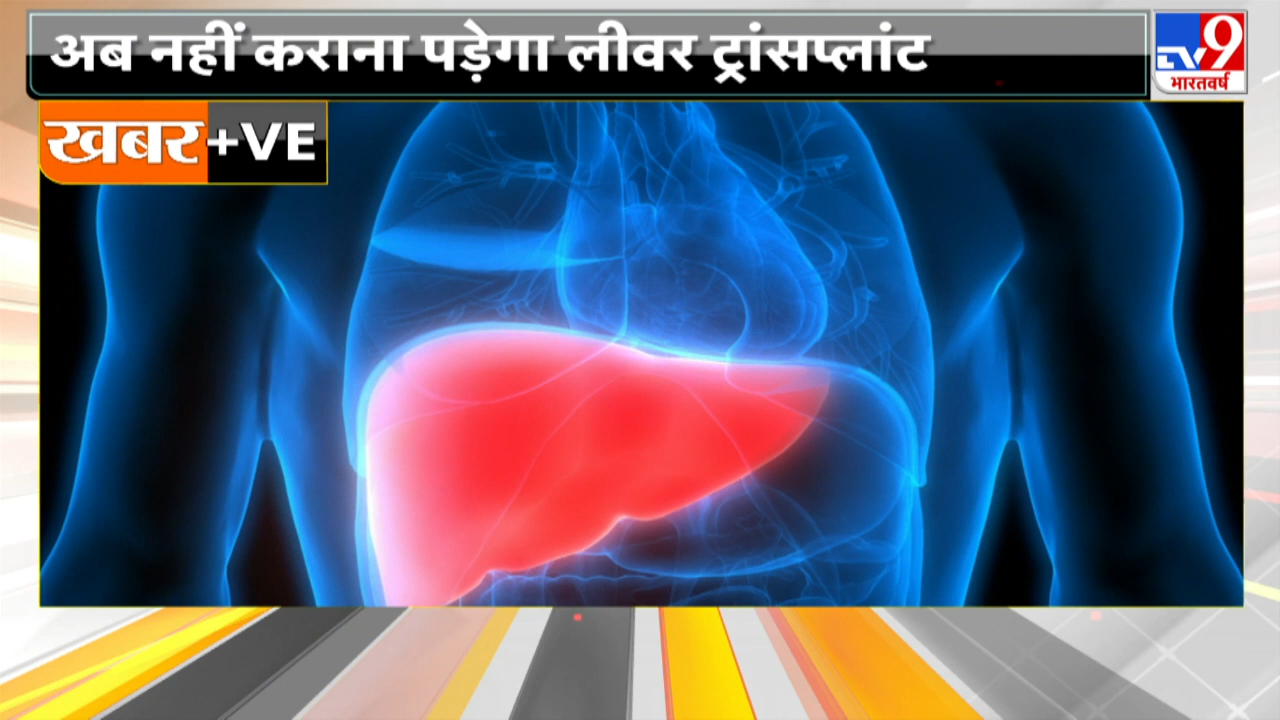 अब नहीं कराना पड़ेगा लीवर ट्रांसप्लांट
TV9
भारतवर्ष
खबर+VE